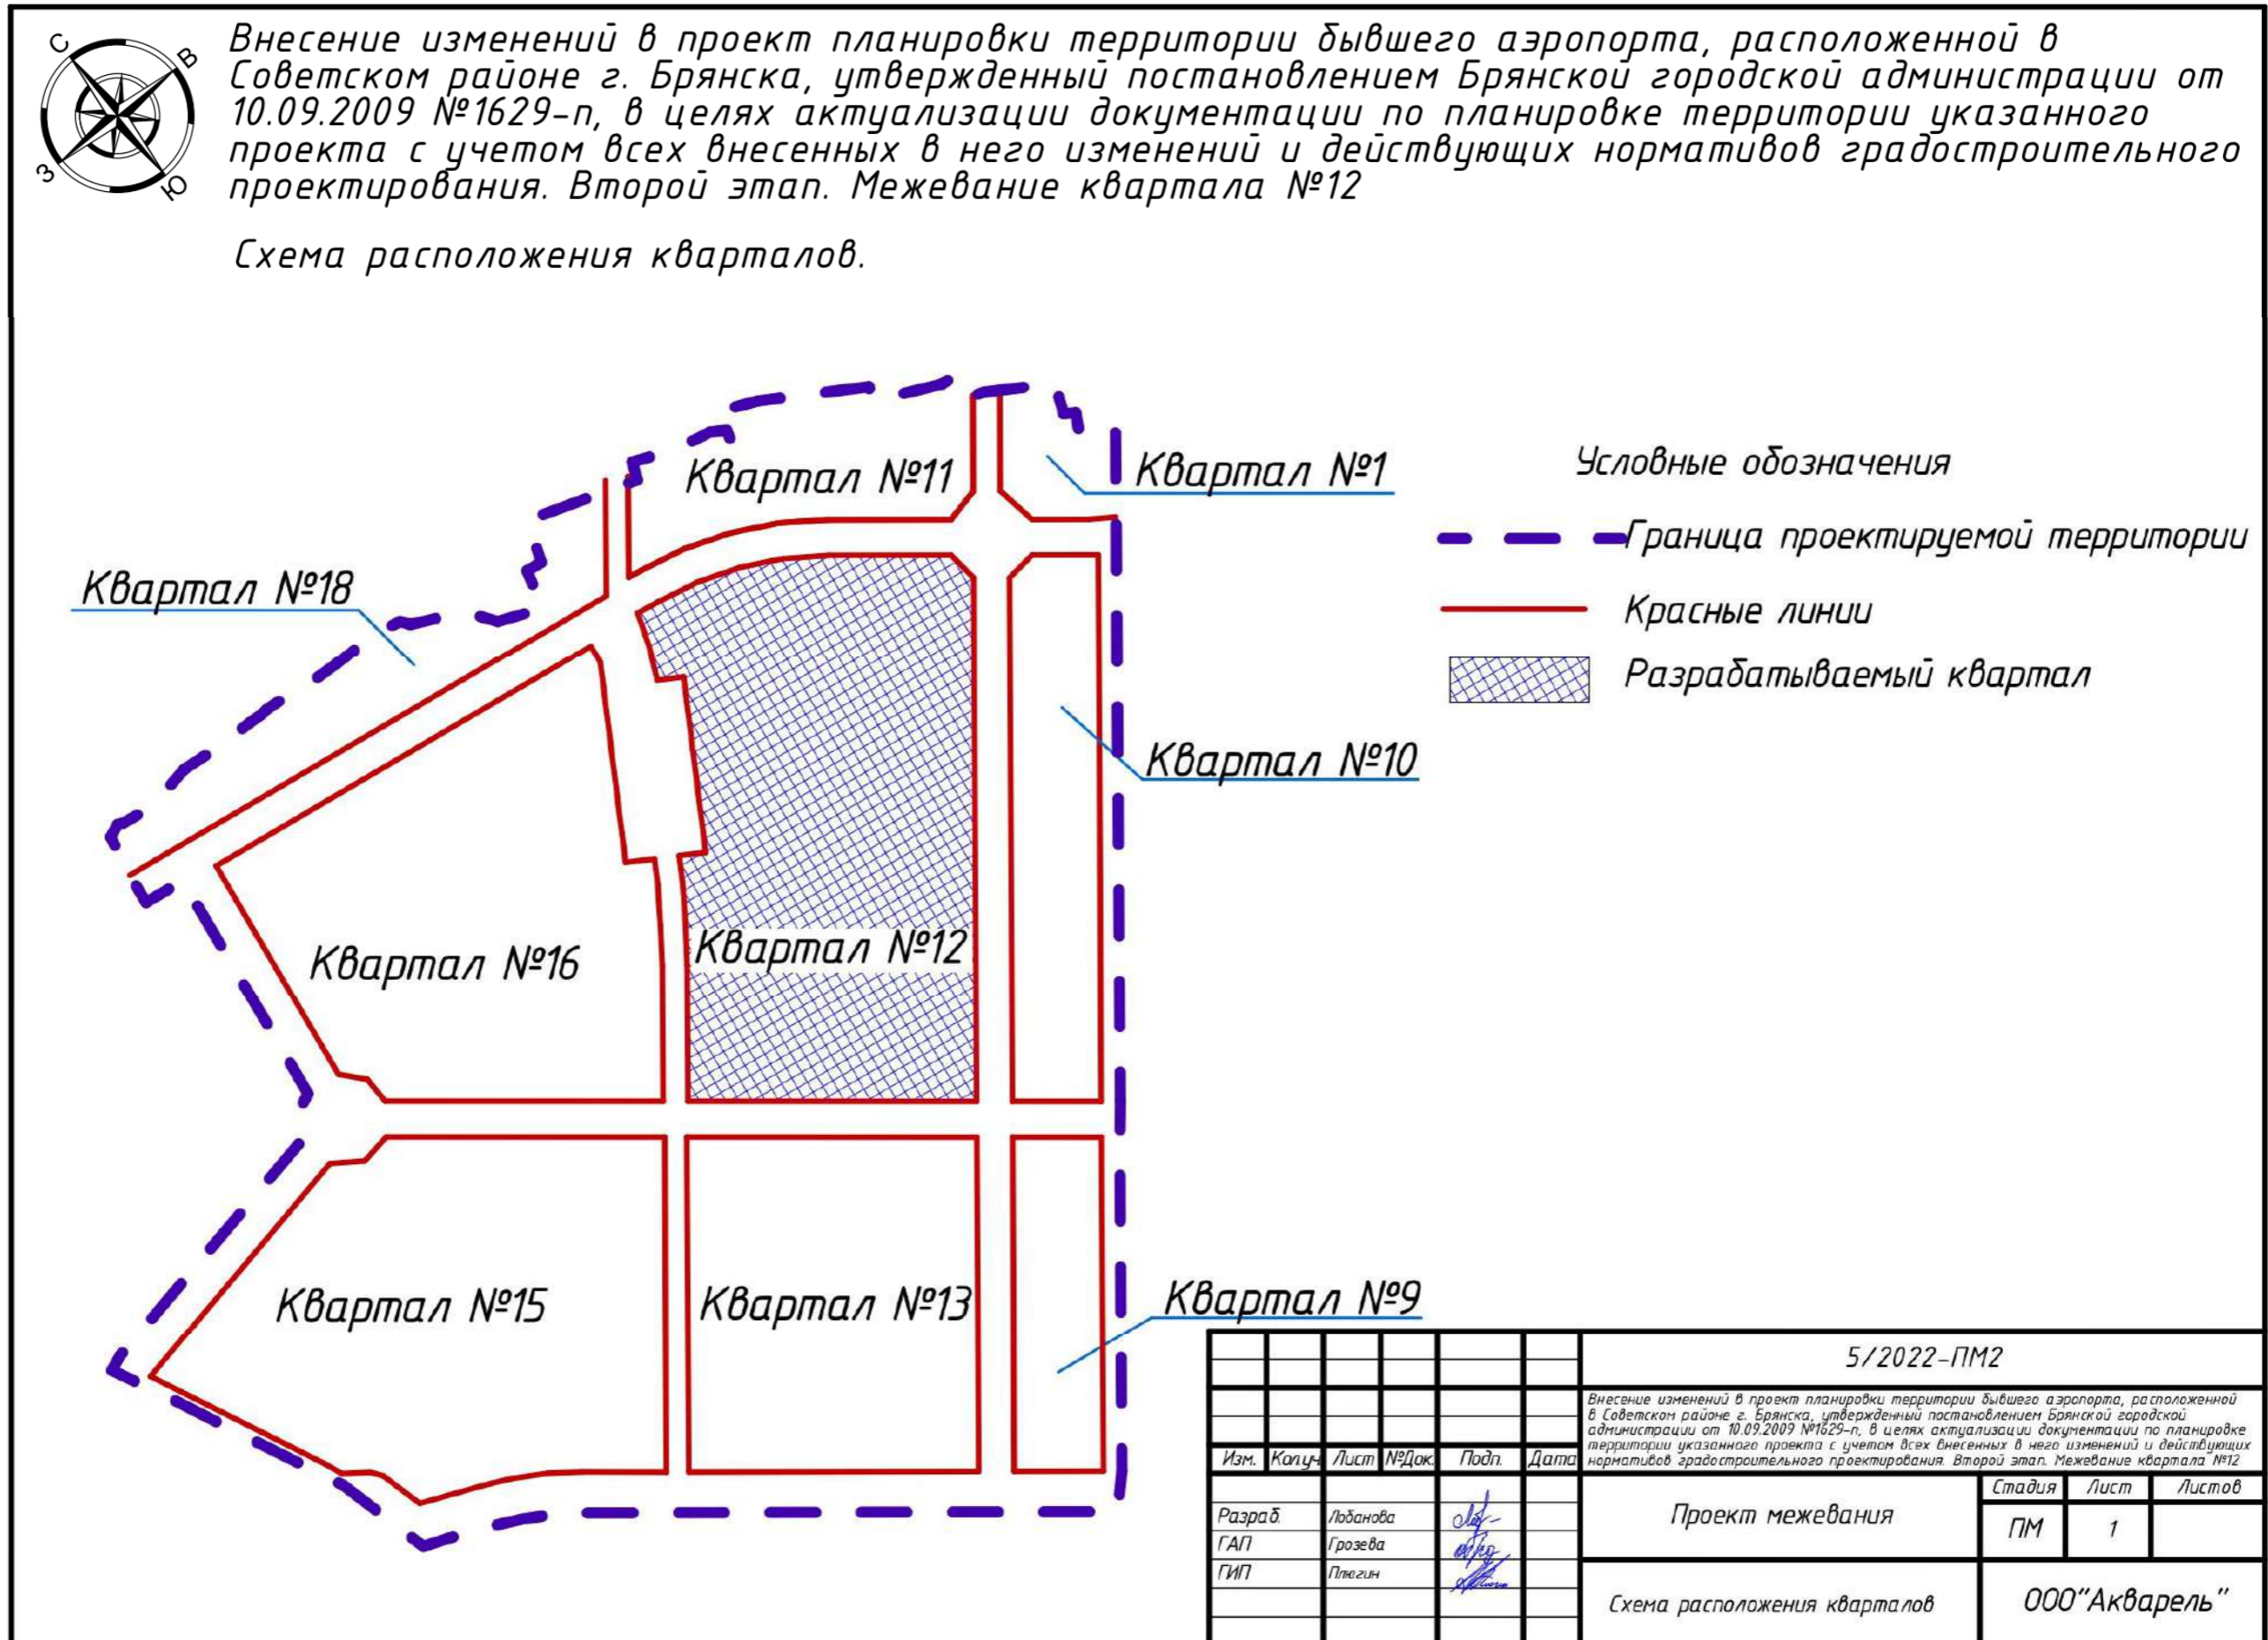 С
В
З
Ю
Внесение изменений в проект планировки территории бывшего аэропорта, расположенной в
Советском районе г. Брянска, утвержденный постановлением Брянской городской администрации от
10.09.2009 №1629-п, в целях актуализации документации по планировке территории указанного
проекта с учетом всех внесенных в него изменений и действующих нормативов градостроительного
проектирования. Второй этап. Межевание квартала №12
Схема расположения кварталов.
Квартал №11
Квартал №1
Условные обозначения
Граница проектируемой территории
Квартал №18
Красные линии
Разрабатываемый квартал
Квартал №10
Квартал №16
Квартал №12
Квартал №15
Квартал №13
Квартал №9
5/2022-ПМ2
Внесение изменений в проект планировки территории бывшего аэропорта, расположенной
в Советском районе г. Брянска, утвержденный постановлением Брянской городской
администрации от 10.09.2009 №1629-п, в целях актуализации документации по планировке
территории указанного проекта с учетом всех внесенных в него изменений и действующих
нормативов градостроительного проектирования. Второй этап. Межевание квартала №12
Изм. Кол.уч Лист №Док. Подп. Дата
Проект межевания
Стадия Лист Листов
ПМ 1
Разраб. Лобанова
ГАП Грозева
ГИП Плюгин
Схема расположения кварталов
ООО"Акварель"